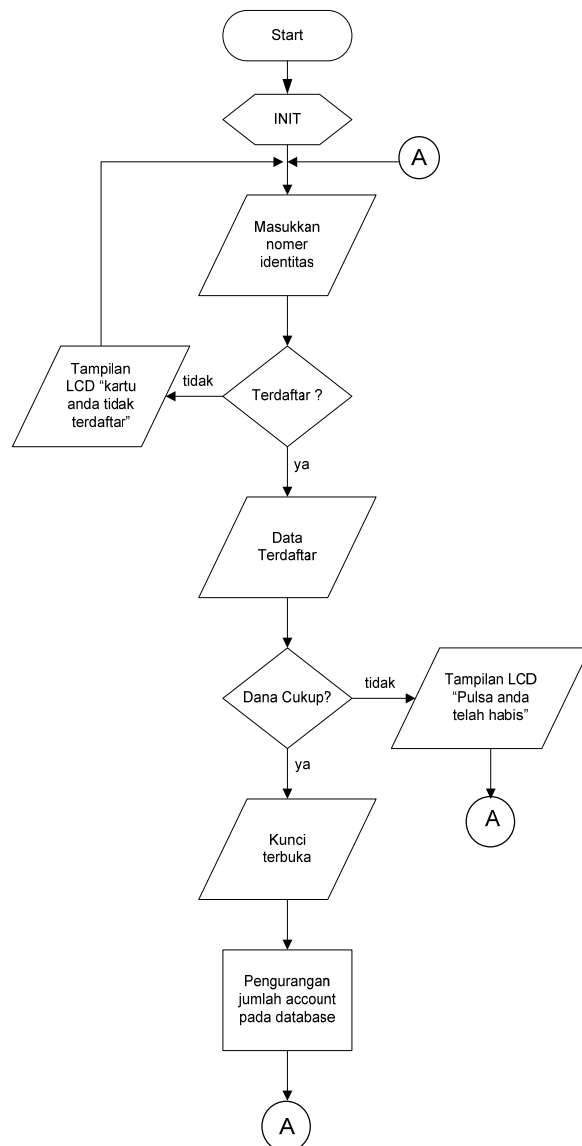 Start
INIT
A
Masukkan
nomer
identitas
Tampilan
LCD “kartu
anda tidak
terdaftar”
tidak
Terdaftar ?
ya
Data
Terdaftar
Dana Cukup?
tidak
Tampilan LCD
“Pulsa anda
telah habis”
ya
A
Kunci
terbuka
Pengurangan
jumlah account
pada database
A